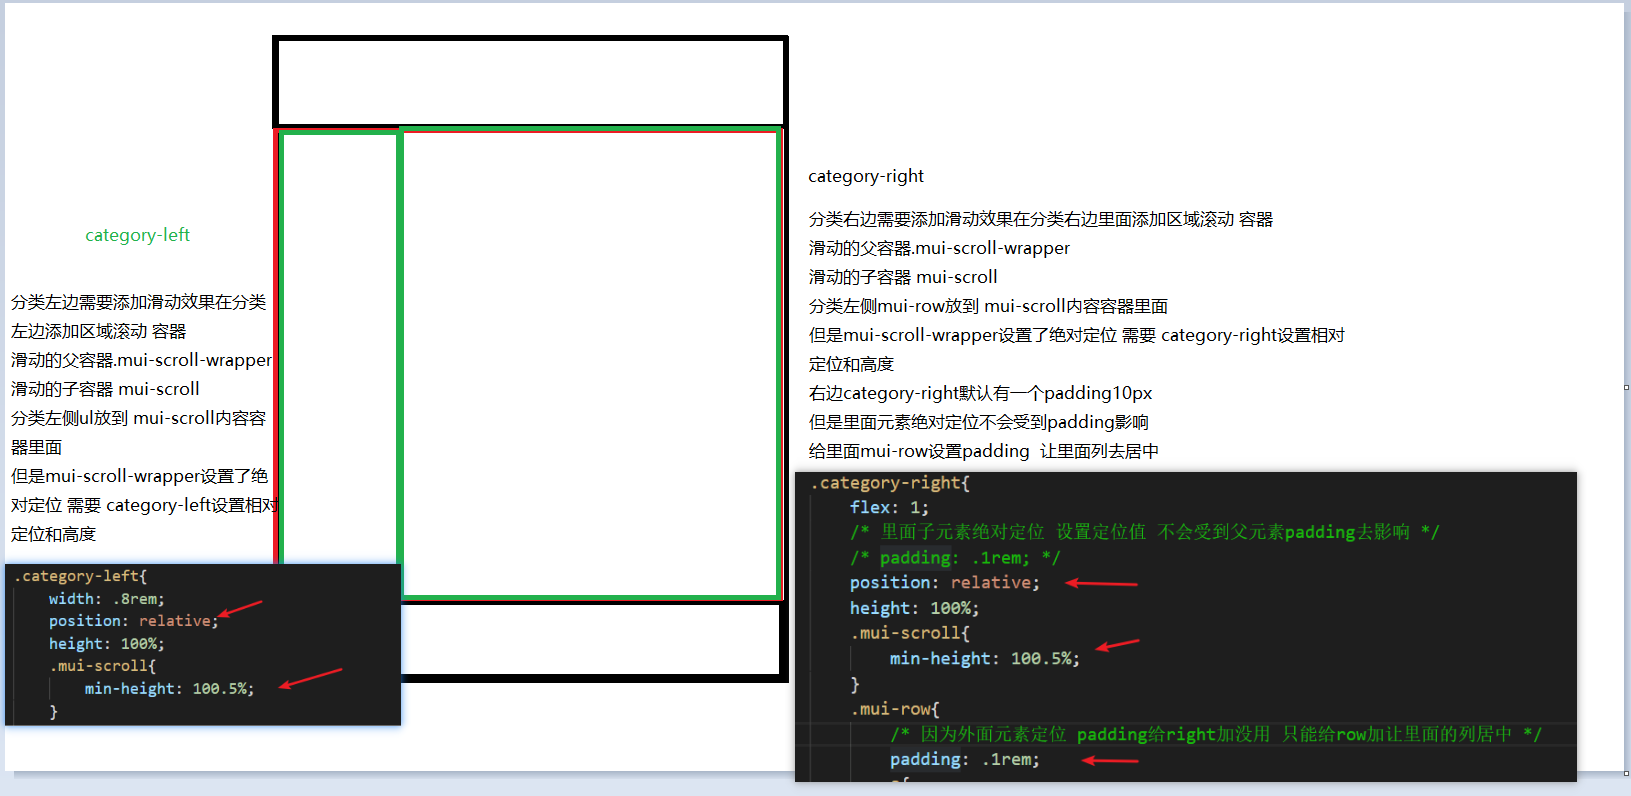 category-left
分类左边需要添加滑动效果在分类
左边添加区域滚动 容器
滑动的父容器.mui-scroll-wrapper
滑动的子容器 mui-scroll
分类左侧ul放到 mui-scroll内容容
器里面
但是mui-scroll-wrapper设置了绝
对定位 需要 category-left设置相对
定位和高度
.category-left{
width: .8rem;
position: relative;
height: 100%;
.mui-scroll{
min-height: 100.5%;
}
category-right
分类右边需要添加滑动效果在分类右边里面添加区域滚动 容器
滑动的父容器.mui-scroll-wrapper
滑动的子容器 mui-scroll
分类左侧mui-row放到 mui-scroll内容容器里面
但是mui-scroll-wrapper设置了绝对定位 需要 category-right设置相对
定位和高度
右边category-right默认有一个padding10px
但是里面元素绝对定位不会受到padding影响
给里面mui-row设置padding  让里面列去居中
.category-right{
flex: 1;
/* 里面子元素绝对定位 设置定位值 不会受到父元素padding去影响 */
/* padding: .1rem; */
position: relative;
height: 100%;
.mui-scroll{
min-height: 100.5%;
}
.mui-row{
/* 因为外面元素定位 padding给right加没用 只能给row加让里面的列居中 */
padding: .1rem;